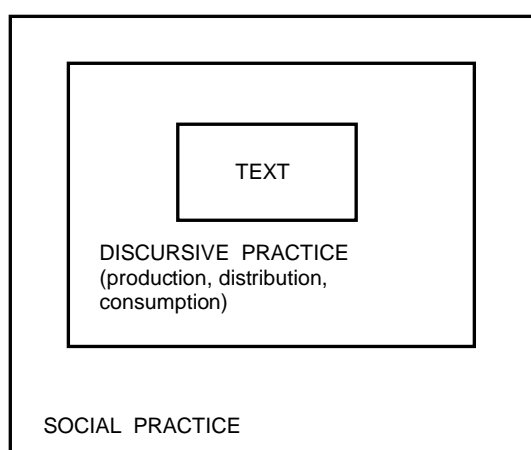 TEXT
DISCURSIVE PRACTICE
(production, distribution,
consumption)
SOCIAL PRACTICE